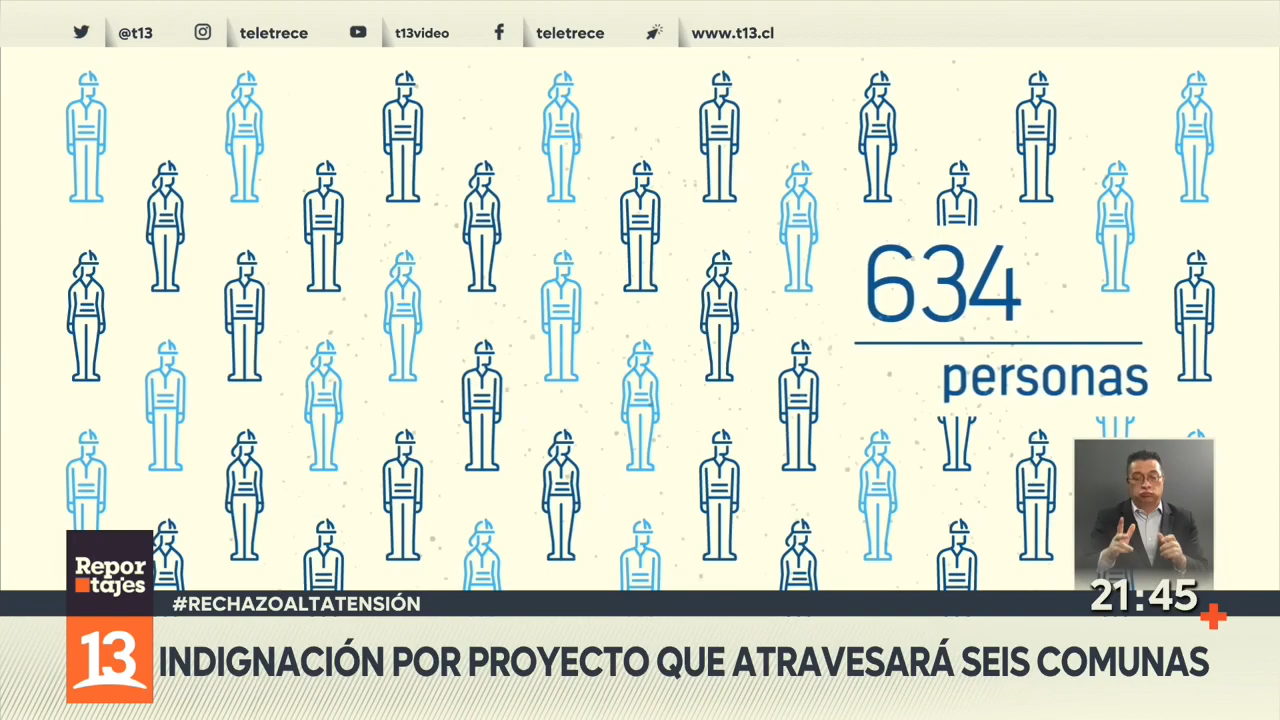 @t13
teletrece
t13video
teletrece
www.t13.cl
634
personas
Repor
tajes
#RECHAZOALTATENSIÓN
21:45
13
INDIGNACIÓN POR PROYECTO QUE ATRAVESARÁ SEIS COMUNAS